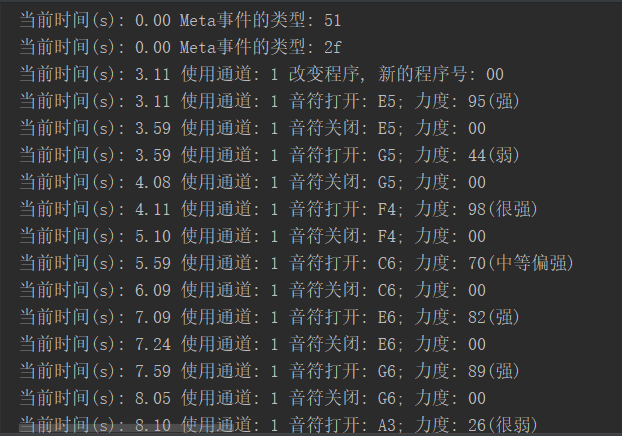 当前时间(s): 0.00 Meta事件的类型: 51
当前时间(s): 0.00 Meta事件的类型: 2f
当前时间(s): 3.11 使用通道: 1 改变程序, 新的程序号: 00
当前时间(s): 3.11 使用通道: 1 音符打开: E5; 力度: 95(强)
当前时间(s): 3.59 使用通道: 1 音符关闭: E5; 力度: 00
当前时间(s): 3.59 使用通道: 1 音符打开: G5; 力度: 44(弱)
当前时间(s): 4.08 使用通道: 1 音符关闭: G5; 力度: 00
当前时间(s): 4.11 使用通道: 1 音符打开: F4; 力度: 98(很强)
当前时间(s): 5.10 使用通道: 1 音符关闭: F4; 力度: 00
当前时间(s): 5.59 使用通道: 1 音符打开: C6; 力度: 70(中等偏强)
当前时间(s): 6.09 使用通道: 1 音符关闭: C6; 力度: 00
当前时间(s): 7.09 使用通道: 1 音符打开: E6; 力度: 82(强)
当前时间(s): 7.24 使用通道: 1 音符关闭: E6; 力度: 00
当前时间(s): 7.59 使用通道: 1 音符打开: G6; 力度: 89(强)
当前时间(s): 8.05 使用通道: 1 音符关闭: G6; 力度: 00
当前时间(s): 8.10 使用通道: 1 音符打开: A3; 力度: 26(很弱)